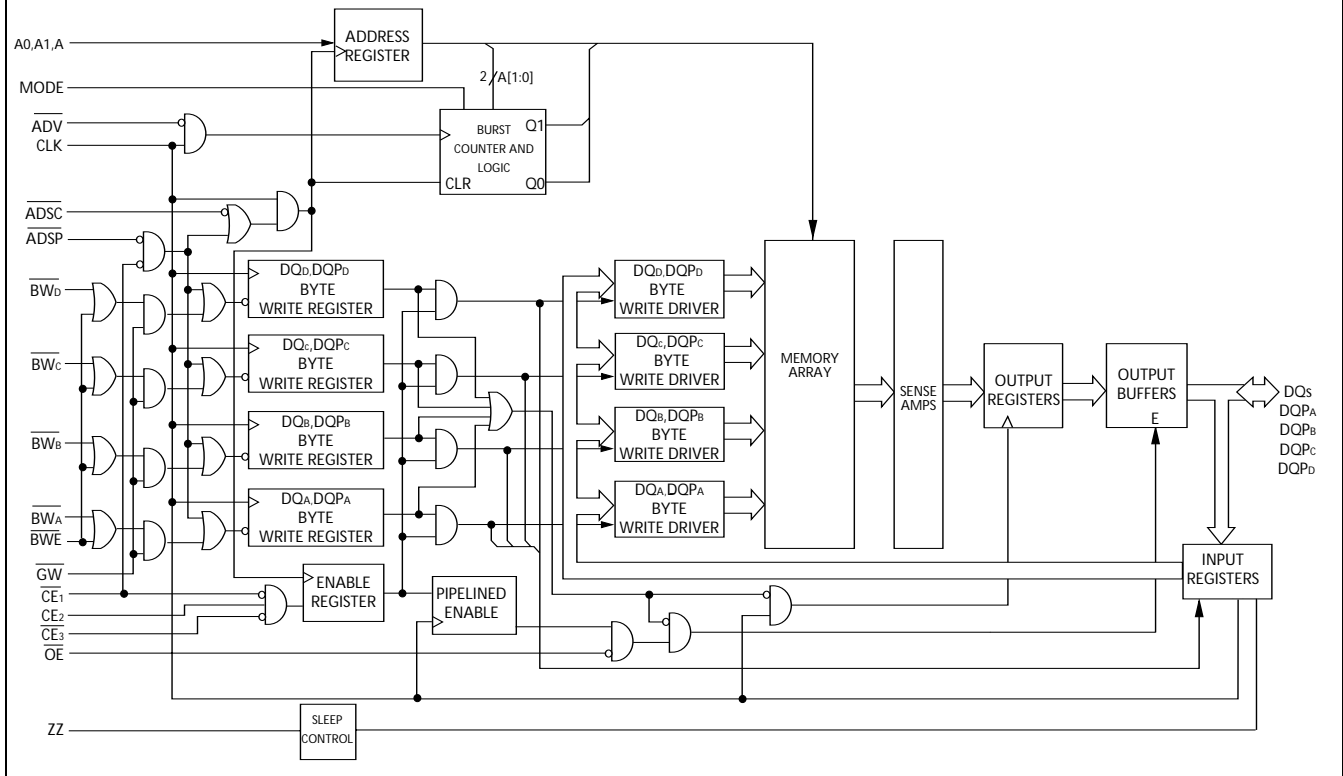 A0,A1,A
ADDRESS
REGISTER
MODE
2
A[1:0]
ADV
CLK
BURST
COUNTER AND
LOGIC
Q1
CLR
Q0
ADSC
ADSP
BWD
BWC
BWB
BWA
BWE
GW
CE1
CE2
CE3
OE
ZZ
DQD,DQPD
BYTE
WRITE REGISTER
DQC,DQPC
BYTE
WRITE REGISTER
DQB,DQPB
BYTE
WRITE REGISTER
DQA,DQPA
BYTE
WRITE REGISTER
ENABLE
REGISTER
PIPELINED
ENABLE
SLEEP
CONTROL
DQD,DQPD
BYTE
WRITE DRIVER
DQC,DQPC
BYTE
WRITE DRIVER
DQB,DQPB
BYTE
WRITE DRIVER
DQA,DQPA
BYTE
WRITE DRIVER
MEMORY
ARRAY
SENSE
AMPS
OUTPUT
REGISTERS
OUTPUT
BUFFERS
E
DQs
DQPA
DQPB
DQPC
DQPD
INPUT
REGISTERS